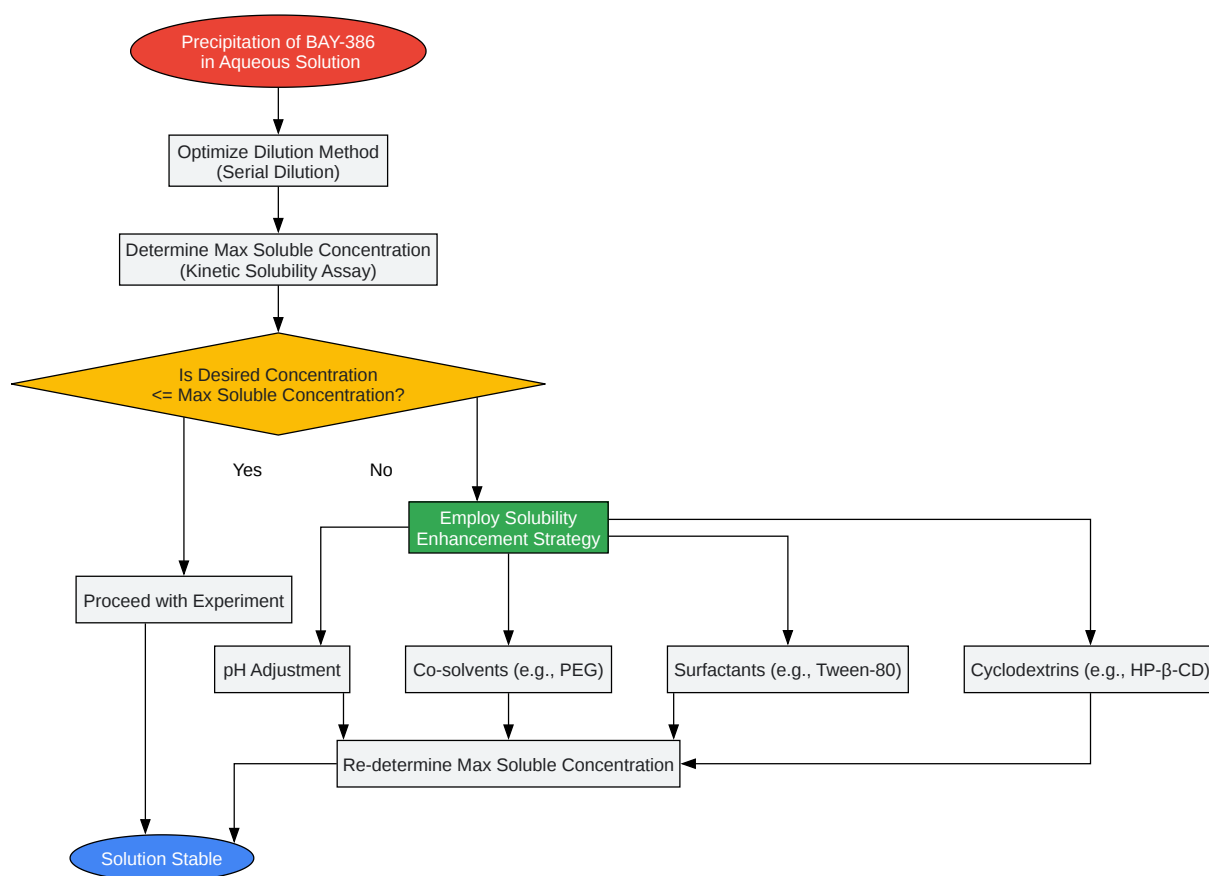 Precipitation of BAY-386
in Aqueous Solution
Optimize Dilution Method
(Serial Dilution)
Determine Max Soluble Concentration
(Kinetic Solubility Assay)
Is Desired Concentration
<= Max Soluble Concentration?
Yes
No
Employ Solubility
Enhancement Strategy
Proceed with Experiment
pH Adjustment
Co-solvents (e.g., PEG)
Surfactants (e.g., Tween-80)
Cyclodextrins (e.g., HP-β-CD)
Re-determine Max Soluble Concentration
Solution Stable